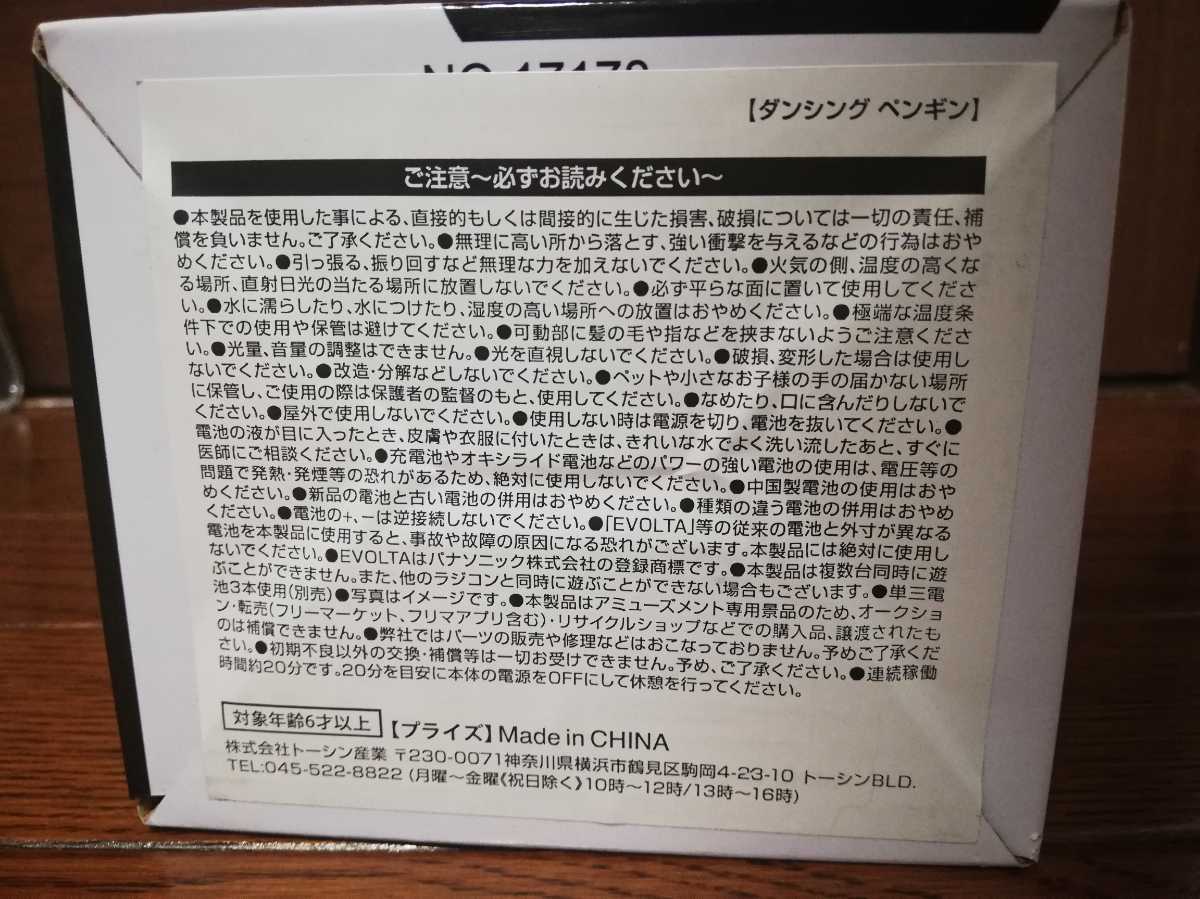 NO.17178
【ダンシング ペンギン】
ご注意～必ずお読みください～
●本製品を使用した事による、直接的もしくは間接的に生じた損害、破損については一切の責任、補
償を負いません。ご了承ください。●無理に高い所から落とす、強い衝撃を与えるなどの行為はおや
めください。●引っ張る、振り回すなど無理な力を加えないでください。●火気の側、温度の高くな
る場所、直射日光の当たる場所に放置しないでください。●必ず平らな面に置いて使用してくださ
い。●水に濡らしたり、水につけたり、湿度の高い場所への放置はおやめください。●極端な温度条
件下での使用や保管は避けてください。●可動部に髪の毛や指などを挟まないようご注意くださ
い。●光量、音量の調整はできません。●光を直視しないでください。●破損、変形した場合は使用し
ないでください。●改造・分解などしないでください。●ペットや小さなお子様の手の届かない場所
に保管し、ご使用の際は保護者の監督のもと、使用してください。●なめたり、口に含んだりしないで
ください。●屋外で使用しないでください。●使用しない時は電源を切り、電池を抜いてください。●
電池の液が目に入ったとき、皮膚や衣服に付いたときは、きれいな水でよく洗い流したあと、すぐに
医師にご相談ください。●充電池やオキシライド電池などのパワーの強い電池の使用は、電圧等の
問題で発熱・発煙等の恐れがあるため、絶対に使用しないでください。●中国製電池の使用はおや
めください。●新品の電池と古い電池の併用はおやめください。●種類の違う電池の併用はおやめ
ください。●電池の+、-は逆接続しないでください。●「EVOLTA」等の従来の電池と外寸が異なる
電池を本製品に使用すると、事故や故障の原因になる恐れがございます。本製品には絶対に使用し
ないでください。●EVOLTAはパナソニック株式会社の登録商標です。●本製品は複数台同時に遊
ぶことができません。また、他のラジコンと同時に遊ぶことができない場合もございます。●単三電
池3本使用(別売)●写真はイメージです。●本製品はアミューズメント専用景品のため、オークショ
ン・転売(フリーマーケット、フリマアプリ含む)・リサイクルショップなどでの購入品、譲渡されたも
のは補償できません。●弊社ではパーツの販売や修理などはおこなっておりません。予めご了承くだ
さい。●初期不良以外の交換・補償等は一切お受けできません。予め、ご了承ください。●連続稼働
時間約20分です。20分を目安に本体の電源をOFFにして休憩を行ってください。
対象年齢6才以上 【プライズ】Made in CHINA
株式会社トーシン産業 〒230-0071神奈川県横浜市鶴見区駒岡4-23-10 トーシンBLD.
TEL:045-522-8822 (月曜～金曜《祝日除く》10時～12時/13時～16時)